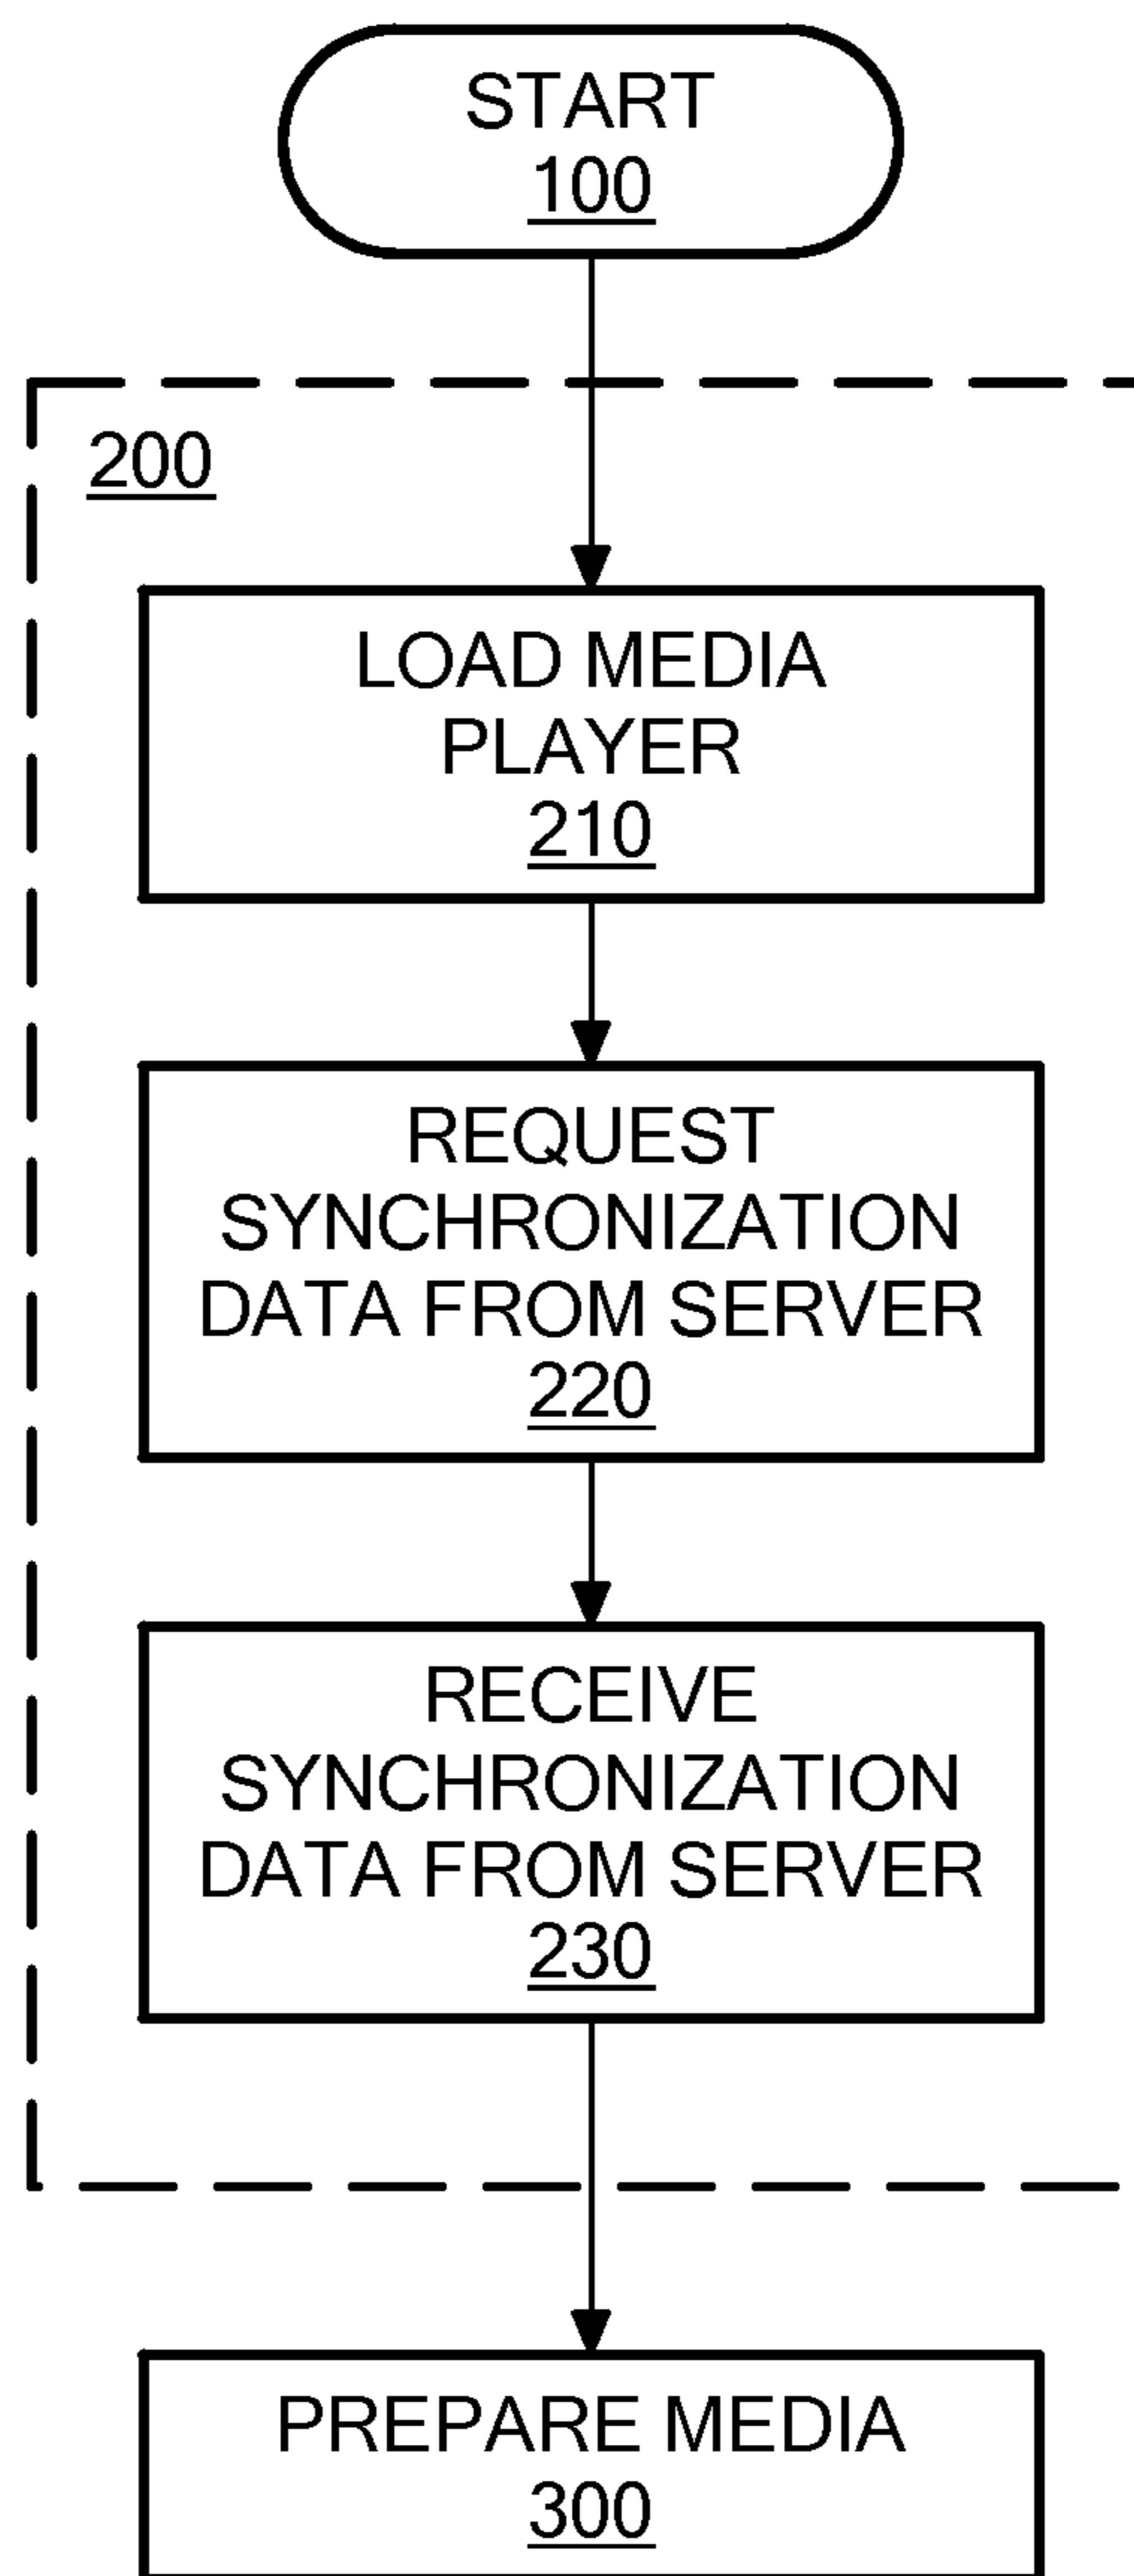 START
100
200
LOAD MEDIA
PLAYER
210
REQUEST
SYNCHRONIZATION
DATA FROM SERVER
220
RECEIVE
SYNCHRONIZATION
DATA FROM SERVER
230
PREPARE MEDIA
300